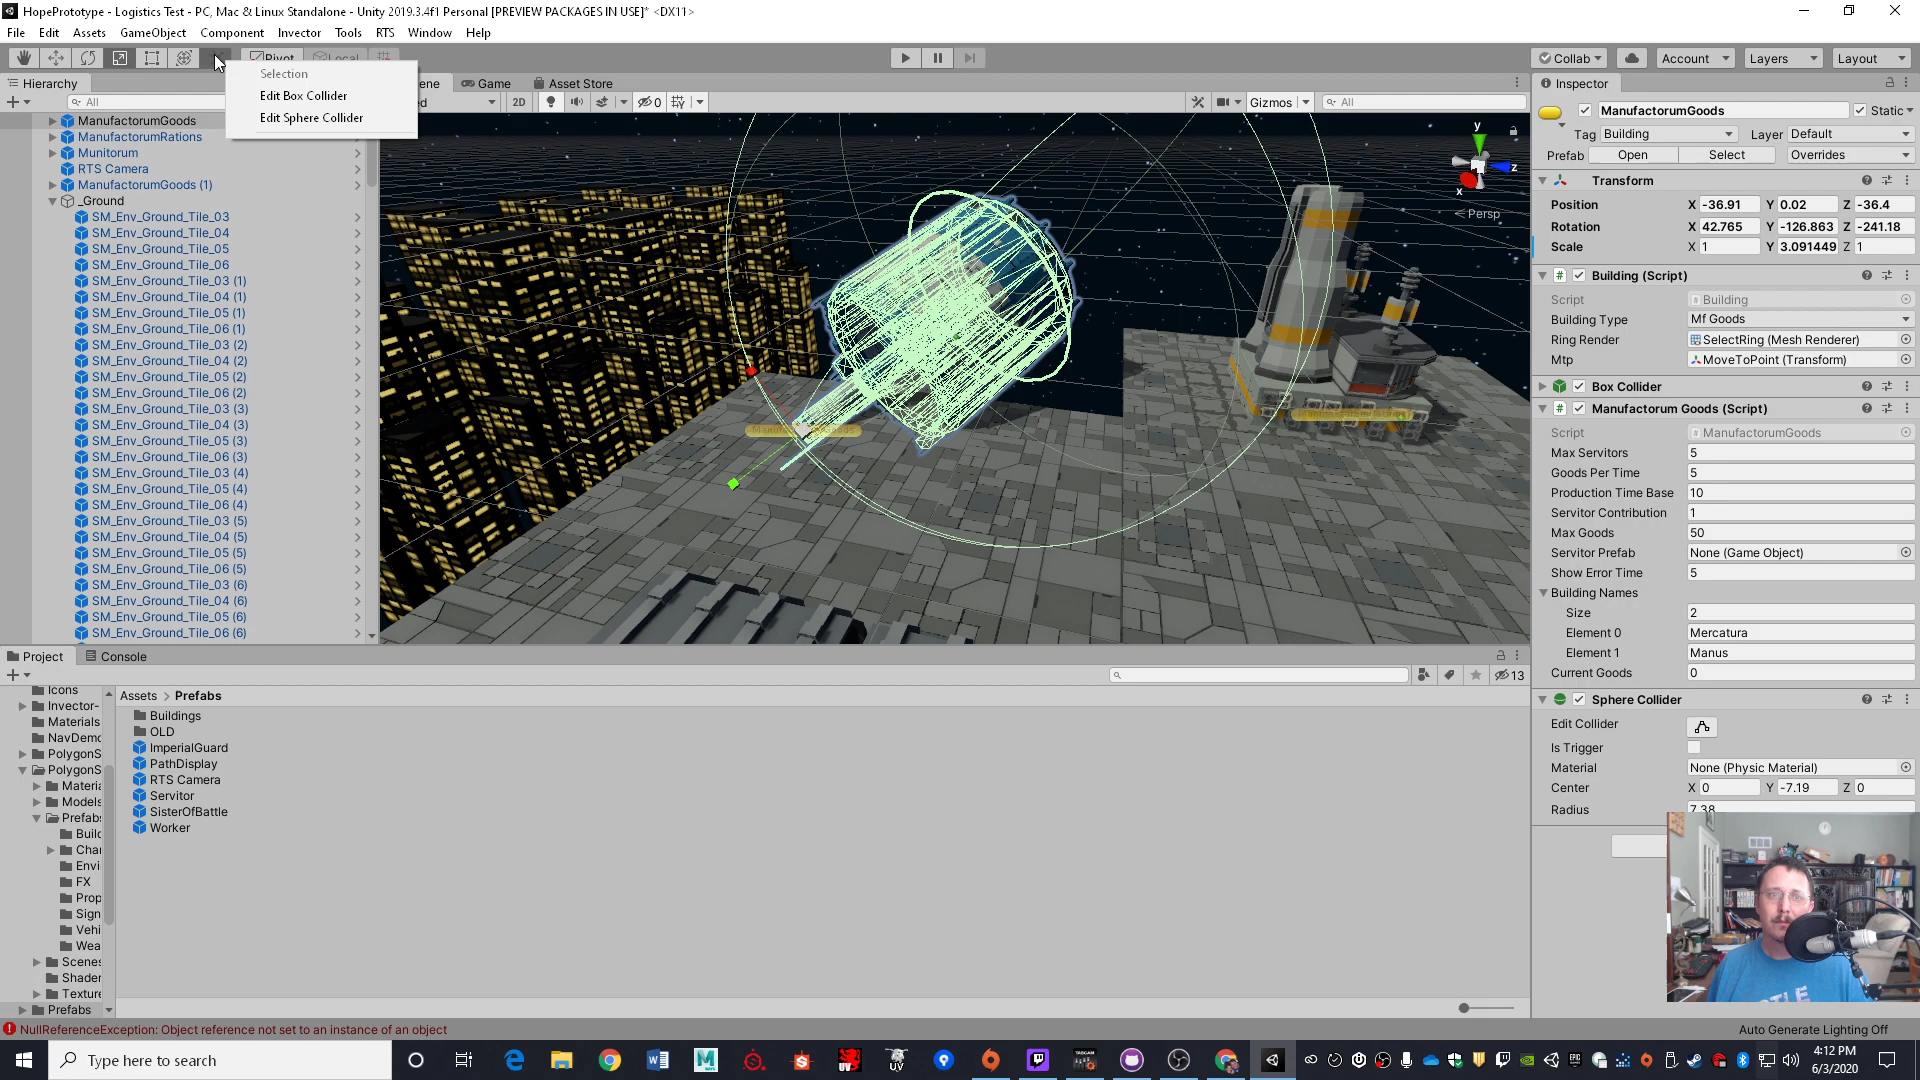 HopePrototype - Logistics Test - PC, Mac & Linux Standalone - Unity 2019.3.4f1 Personal [PREVIEW PACKAGES IN USE]* <DX11>
File Edit Assets GameObject Component Invector Tools RTS Window Help
Pivot Local Collab Account Layers Layout
Selection
Edit Box Collider
Edit Sphere Collider
Hierarchy
All
ManufactorumGoods
ManufactorumRations
Munitorum
RTS Camera
ManufactorumGoods (1)
_Ground
SM_Env_Ground_Tile_03
SM_Env_Ground_Tile_04
SM_Env_Ground_Tile_05
SM_Env_Ground_Tile_06
SM_Env_Ground_Tile_03 (1)
SM_Env_Ground_Tile_04 (1)
SM_Env_Ground_Tile_05 (1)
SM_Env_Ground_Tile_06 (1)
SM_Env_Ground_Tile_03 (2)
SM_Env_Ground_Tile_04 (2)
SM_Env_Ground_Tile_05 (2)
SM_Env_Ground_Tile_06 (2)
SM_Env_Ground_Tile_03 (3)
SM_Env_Ground_Tile_04 (3)
SM_Env_Ground_Tile_05 (3)
SM_Env_Ground_Tile_06 (3)
SM_Env_Ground_Tile_03 (4)
SM_Env_Ground_Tile_05 (4)
SM_Env_Ground_Tile_06 (4)
SM_Env_Ground_Tile_03 (5)
SM_Env_Ground_Tile_04 (5)
SM_Env_Ground_Tile_05 (5)
SM_Env_Ground_Tile_06 (5)
SM_Env_Ground_Tile_03 (6)
SM_Env_Ground_Tile_04 (6)
SM_Env_Ground_Tile_05 (6)
SM_Env_Ground_Tile_06 (6)
ene Game Asset Store
ed 2D 0 Gizmos All
y
z
x
Persp
Inspector
ManufactorumGoods Static
Tag Building Layer Default
Prefab Open Select Overrides
Transform
Position X -36.91 Y 0.02 Z -36.4
Rotation X 42.765 Y -126.863 Z -241.18
Scale X 1 Y 3.091449 Z 1
Building (Script)
Script Building
Building Type Mf Goods
Ring Render SelectRing (Mesh Renderer)
Mtp MoveToPoint (Transform)
Box Collider
Manufactorum Goods (Script)
Script ManufactorumGoods
Max Servitors 5
Goods Per Time 5
Production Time Base 10
Servitor Contribution 1
Max Goods 50
Servitor Prefab None (Game Object)
Show Error Time 5
Building Names
Size 2
Element 0 Mercatura
Element 1 Manus
Current Goods 0
Sphere Collider
Edit Collider
Is Trigger
Material None (Physic Material)
Center X 0 Y -7.19 Z 0
Radius 7.38
Project Console
13
Icons
Invector-
Materials
NavDemo
PolygonS
PolygonS
Materia
Models
Prefabs
Build
Char
Envi
FX
Prop
Sign
Vehi
Wea
Scenes
Shader
Texture
Prefabs
Assets > Prefabs
Buildings
OLD
ImperialGuard
PathDisplay
RTS Camera
Servitor
SisterOfBattle
Worker
NullReferenceException: Object reference not set to an instance of an object
Auto Generate Lighting Off
Type here to search
4:12 PM
6/3/2020